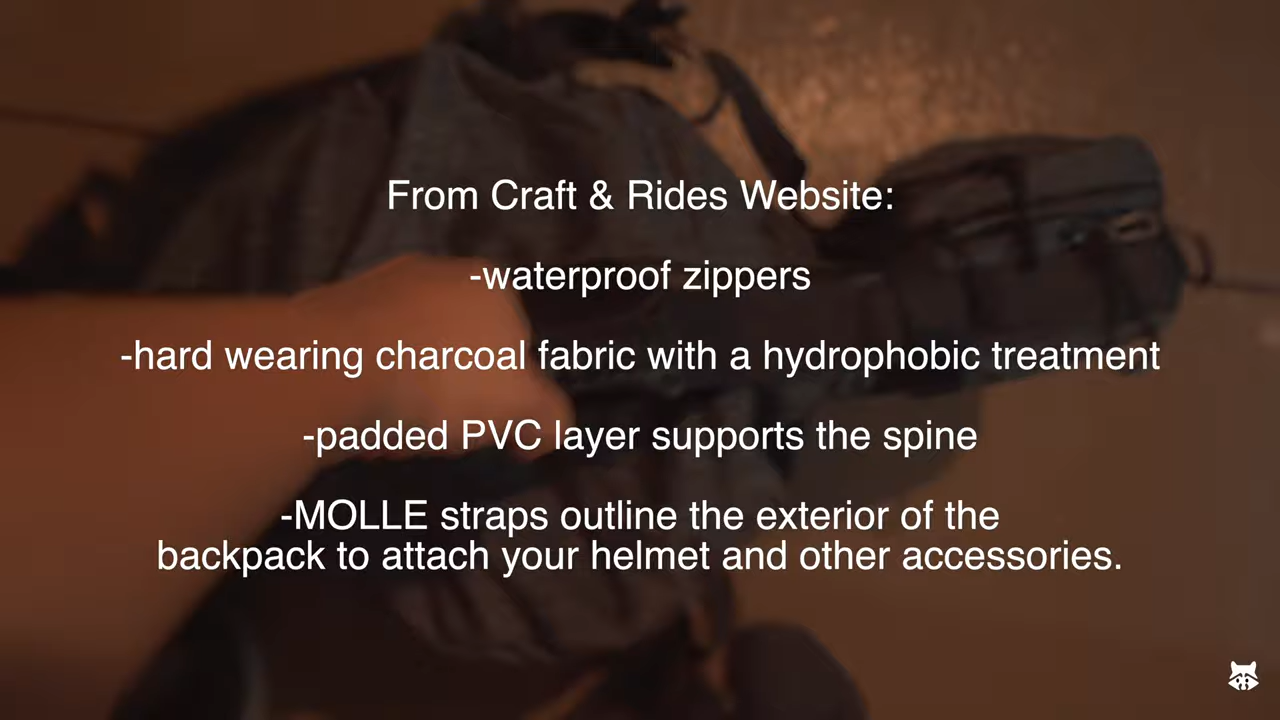 From Craft & Rides Website:
-waterproof zippers
-hard wearing charcoal fabric with a hydrophobic treatment
-padded PVC layer supports the spine
-MOLLE straps outline the exterior of the
backpack to attach your helmet and other accessories.